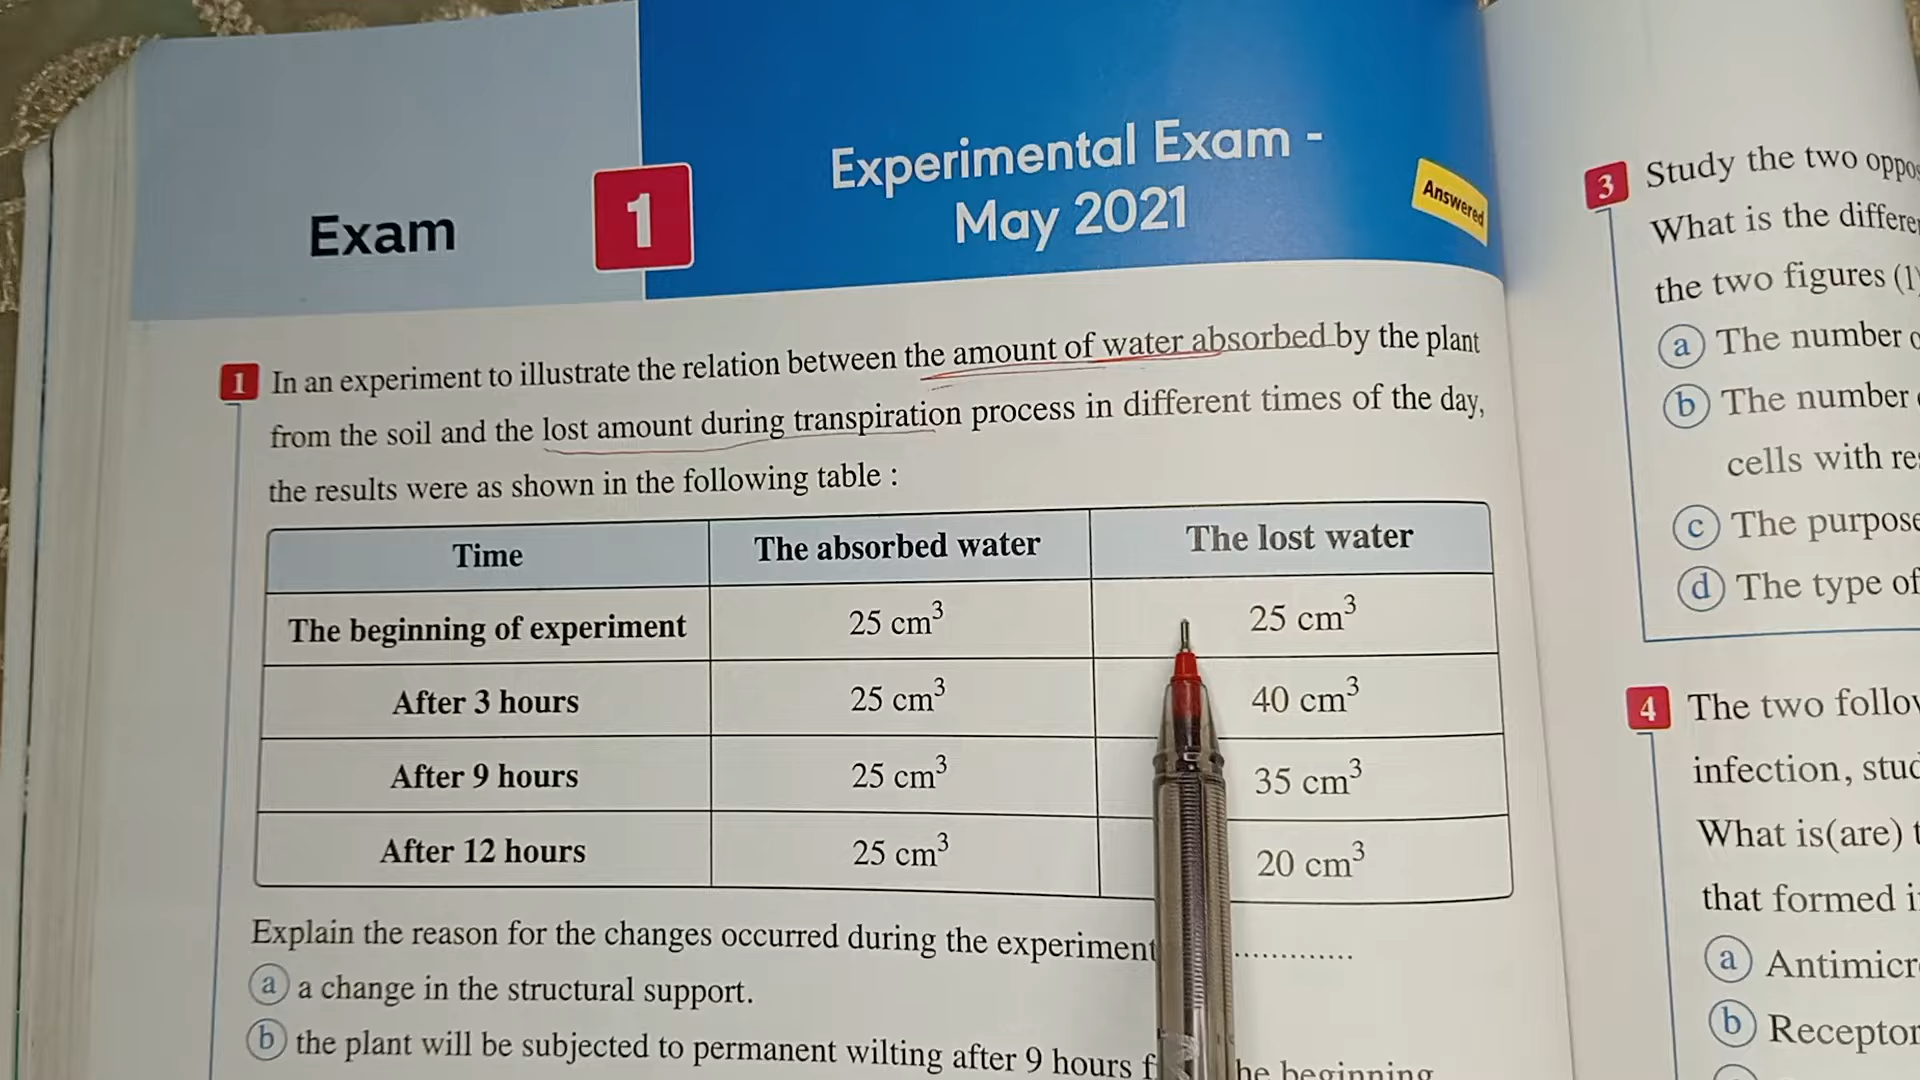 Exam
1
Experimental Exam -
May 2021
Answered
1 In an experiment to illustrate the relation between the amount of water absorbed by the plant
from the soil and the lost amount during transpiration process in different times of the day,
the results were as shown in the following table :
Time The absorbed water The lost water
The beginning of experiment 25 cm³ 25 cm³
After 3 hours 25 cm³ 40 cm³
After 9 hours 25 cm³ 35 cm³
After 12 hours 25 cm³ 20 cm³
Explain the reason for the changes occurred during the experiment ..............
a a change in the structural support.
b the plant will be subjected to permanent wilting after 9 hours beginning
3 Study the two
What is the
the two figures (1)
a The number
b The number
cells with
c The purpose
d The type of
4 The two
infection,
What is(are)
that formed
a
b